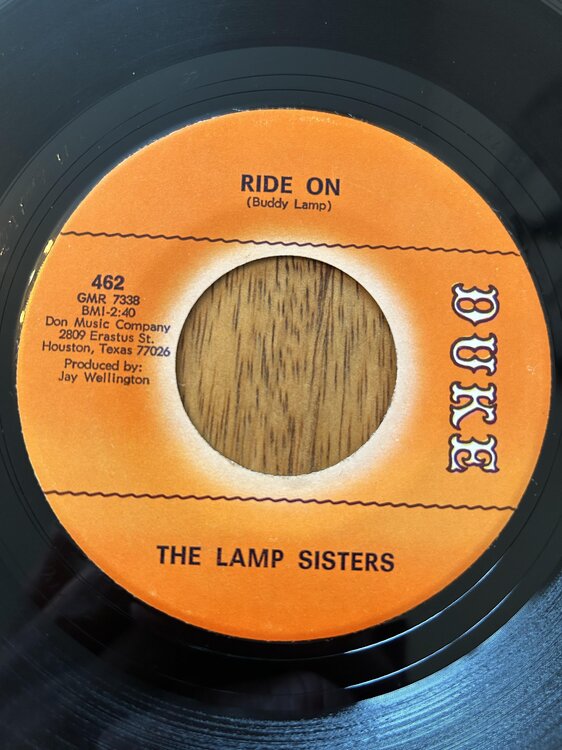 RIDE ON
(Buddy Lamp)
462
GMR 7338
BMI-2:40
Don Music Company
2809 Erastus St.
Houston, Texas 77026
Produced by:
Jay Wellington
DUKE
THE LAMP SISTERS